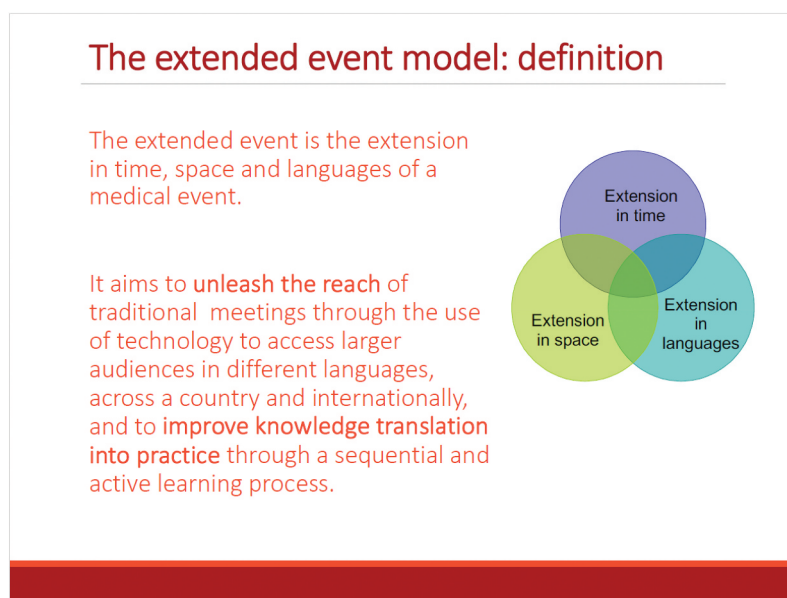 The extended event model: definition
The extended event is the extension
in time, space and languages of a
medical event.
It aims to unleash the reach of
traditional meetings through the use
of technology to access larger
audiences in different languages,
across a country and internationally,
and to improve knowledge translation
into practice through a sequential and
active learning process.
Extension
in time
Extension
in space
Extension
in
languages